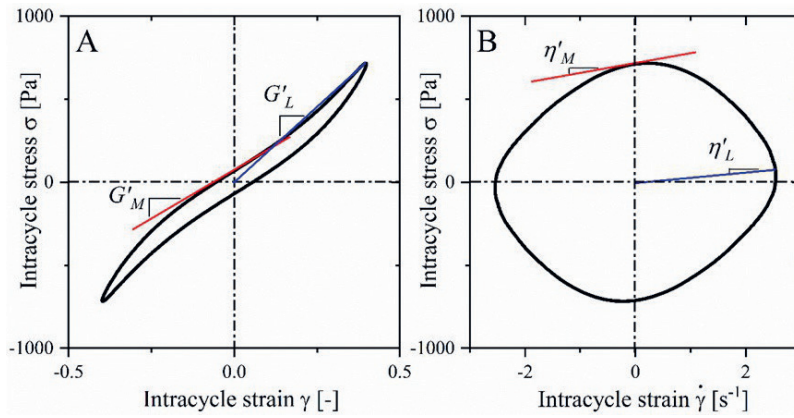 A
1000
0
-1000
Intracycle stress σ [Pa]
G'L
G'M
-0.5
0.0
0.5
Intracycle strain γ [-]
B
1000
0
-1000
Intracycle stress σ [Pa]
η'M
η'L
-2
0
2
Intracycle strain γ̇ [s-1]